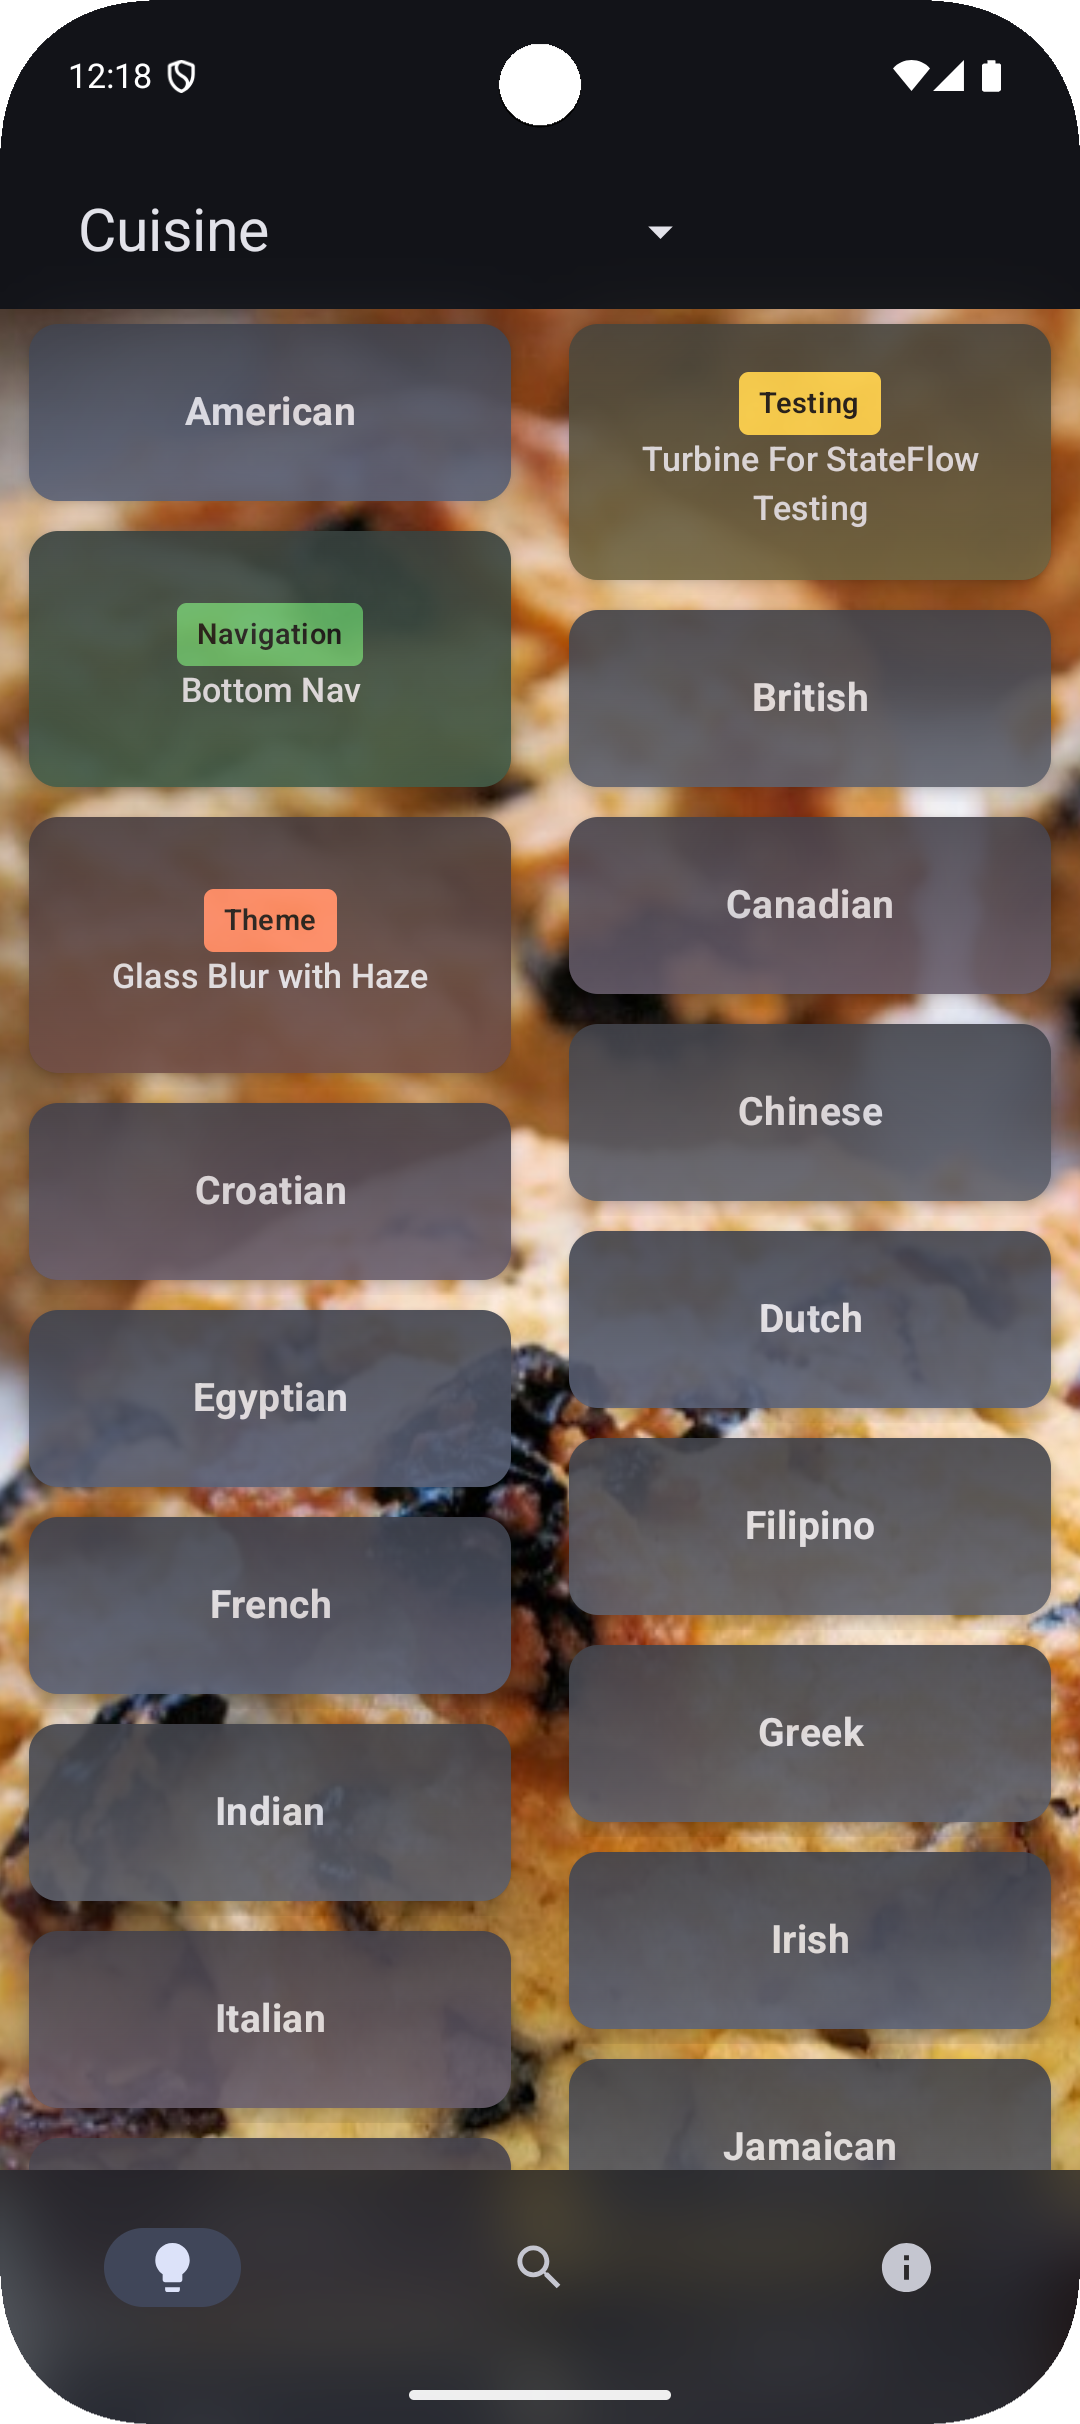 12:18
Cuisine
American
Testing
Turbine For StateFlow
Testing
Navigation
Bottom Nav
British
Theme
Glass Blur with Haze
Canadian
Chinese
Croatian
Dutch
Egyptian
Filipino
French
Greek
Indian
Irish
Italian
Jamaican